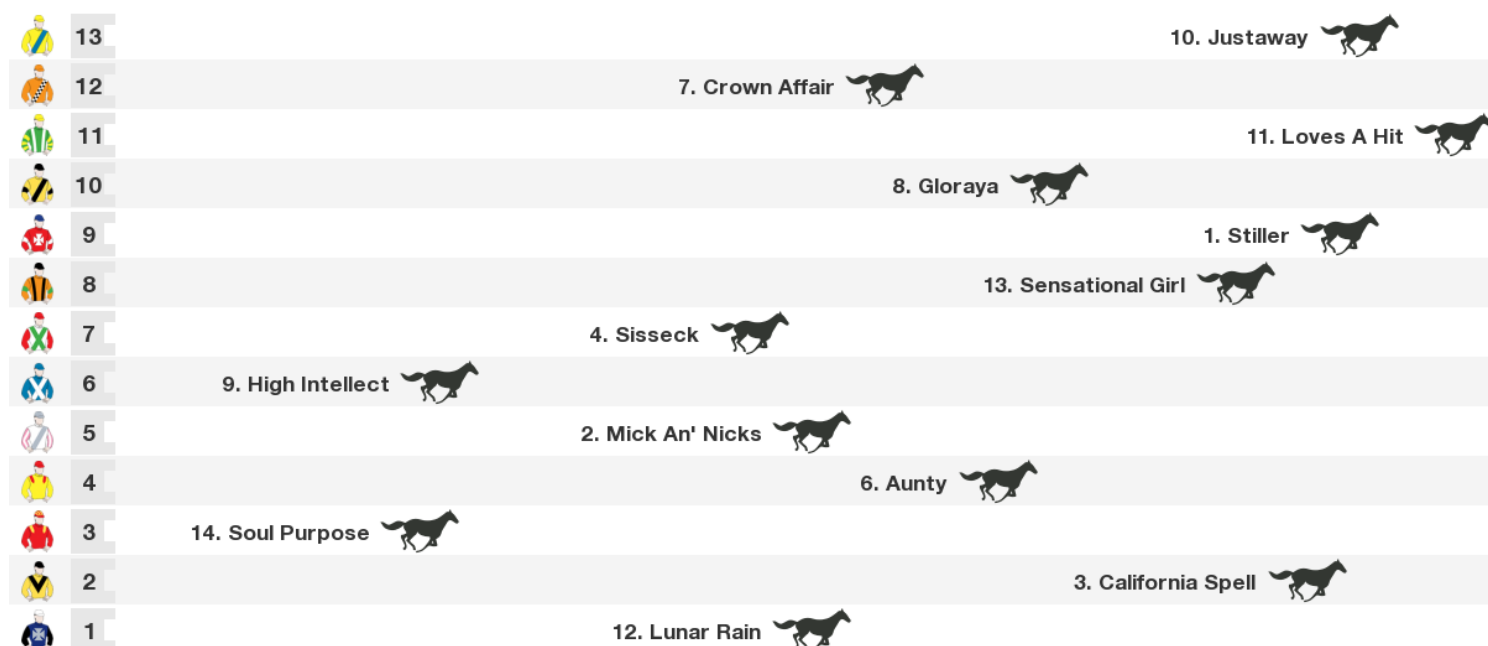 13 10. Justaway
12 7. Crown Affair
11 11. Loves A Hit
10 8. Gloraya
9 1. Stiller
8 13. Sensational Girl
7 4. Sisseck
6 9. High Intellect
5 2. Mick An' Nicks
4 6. Aunty
3 14. Soul Purpose
2 3. California Spell
1 12. Lunar Rain